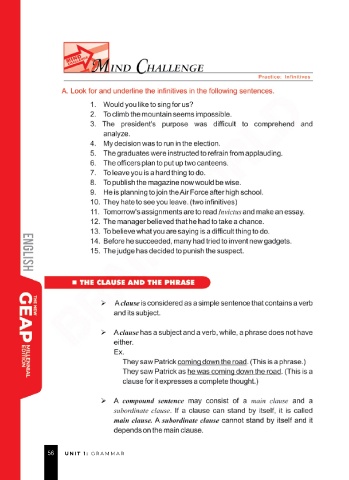 MIND CHALLENGE
Practice: Infinitives
A. Look for and underline the infinitives in the following sentences.
1. Would you like to sing for us?
2. To climb the mountain seems impossible.
3. The president's purpose was difficult to comprehend and
analyze.
4. My decision was to run in the election.
5. The graduates were instructed to refrain from applauding.
6. The officers plan to put up two canteens.
7. To leave you is a hard thing to do.
8. To publish the magazine now would be wise.
9. He is planning to join the Air Force after high school.
10. They hate to see you leave. (two infinitives)
11. Tomorrow's assignments are to read Invictus and make an essay.
12. The manager believed that he had to take a chance.
13. To believe what you are saying is a difficult thing to do.
14. Before he succeeded, many had tried to invent new gadgets.
15. The judge has decided to punish the suspect.
■ THE CLAUSE AND THE PHRASE
➢ A clause is considered as a simple sentence that contains a verb
and its subject.
➢ A clause has a subject and a verb, while, a phrase does not have
either.
Ex.
They saw Patrick coming down the road. (This is a phrase.)
They saw Patrick as he was coming down the road. (This is a
clause for it expresses a complete thought.)
➢ A compound sentence may consist of a main clause and a
subordinate clause. If a clause can stand by itself, it is called
main clause. A subordinate clause cannot stand by itself and it
depends on the main clause.
ENGLISH
THE NEW
GEAP
MILLENNIAL
EDITION
56 UNIT I: GRAMMAR